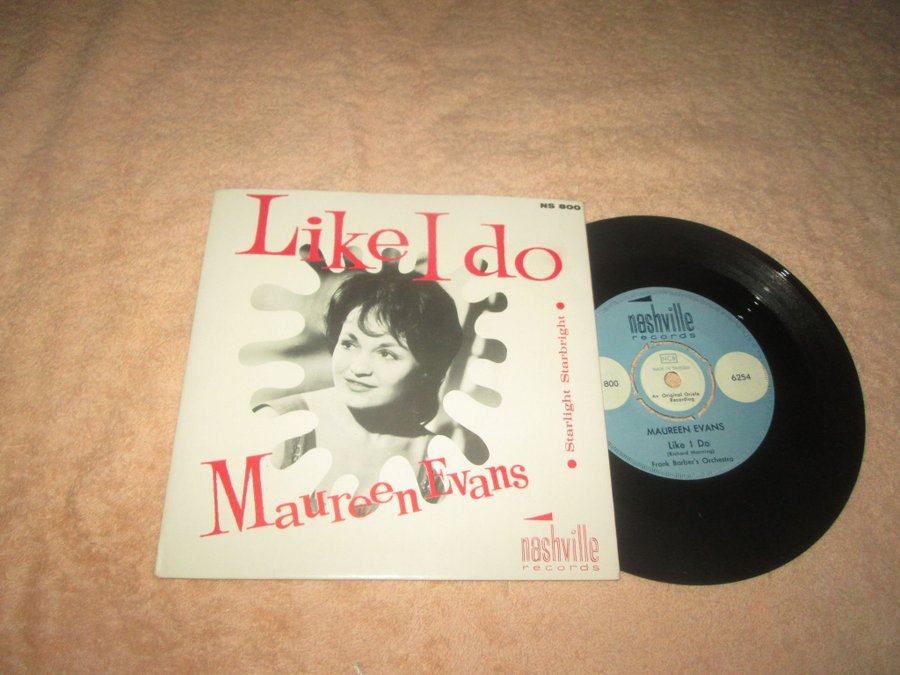 NS 800
Like I do
• Starlight Starbright •
Maureen Evans
nashville
records
nashville
records
NCB
MADE IN SWEDEN
800
6254
An Original Oriole
Recording
MAUREEN EVANS
Like I Do
(Richard Manning)
Frank Barber's Orchestra